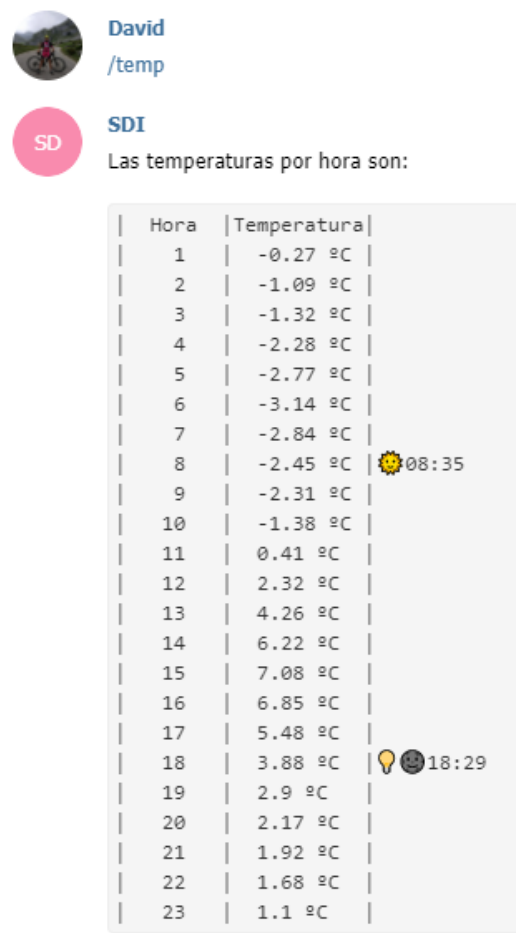 David
/temp
SD
SDI
Las temperaturas por hora son:
| Hora |Temperatura|
| 1 | -0.27 ºC |
| 2 | -1.09 ºC |
| 3 | -1.32 ºC |
| 4 | -2.28 ºC |
| 5 | -2.77 ºC |
| 6 | -3.14 ºC |
| 7 | -2.84 ºC |
| 8 | -2.45 ºC |🌞08:35
| 9 | -2.31 ºC |
| 10 | -1.38 ºC |
| 11 | 0.41 ºC |
| 12 | 2.32 ºC |
| 13 | 4.26 ºC |
| 14 | 6.22 ºC |
| 15 | 7.08 ºC |
| 16 | 6.85 ºC |
| 17 | 5.48 ºC |
| 18 | 3.88 ºC |💡🌚18:29
| 19 | 2.9 ºC |
| 20 | 2.17 ºC |
| 21 | 1.92 ºC |
| 22 | 1.68 ºC |
| 23 | 1.1 ºC |